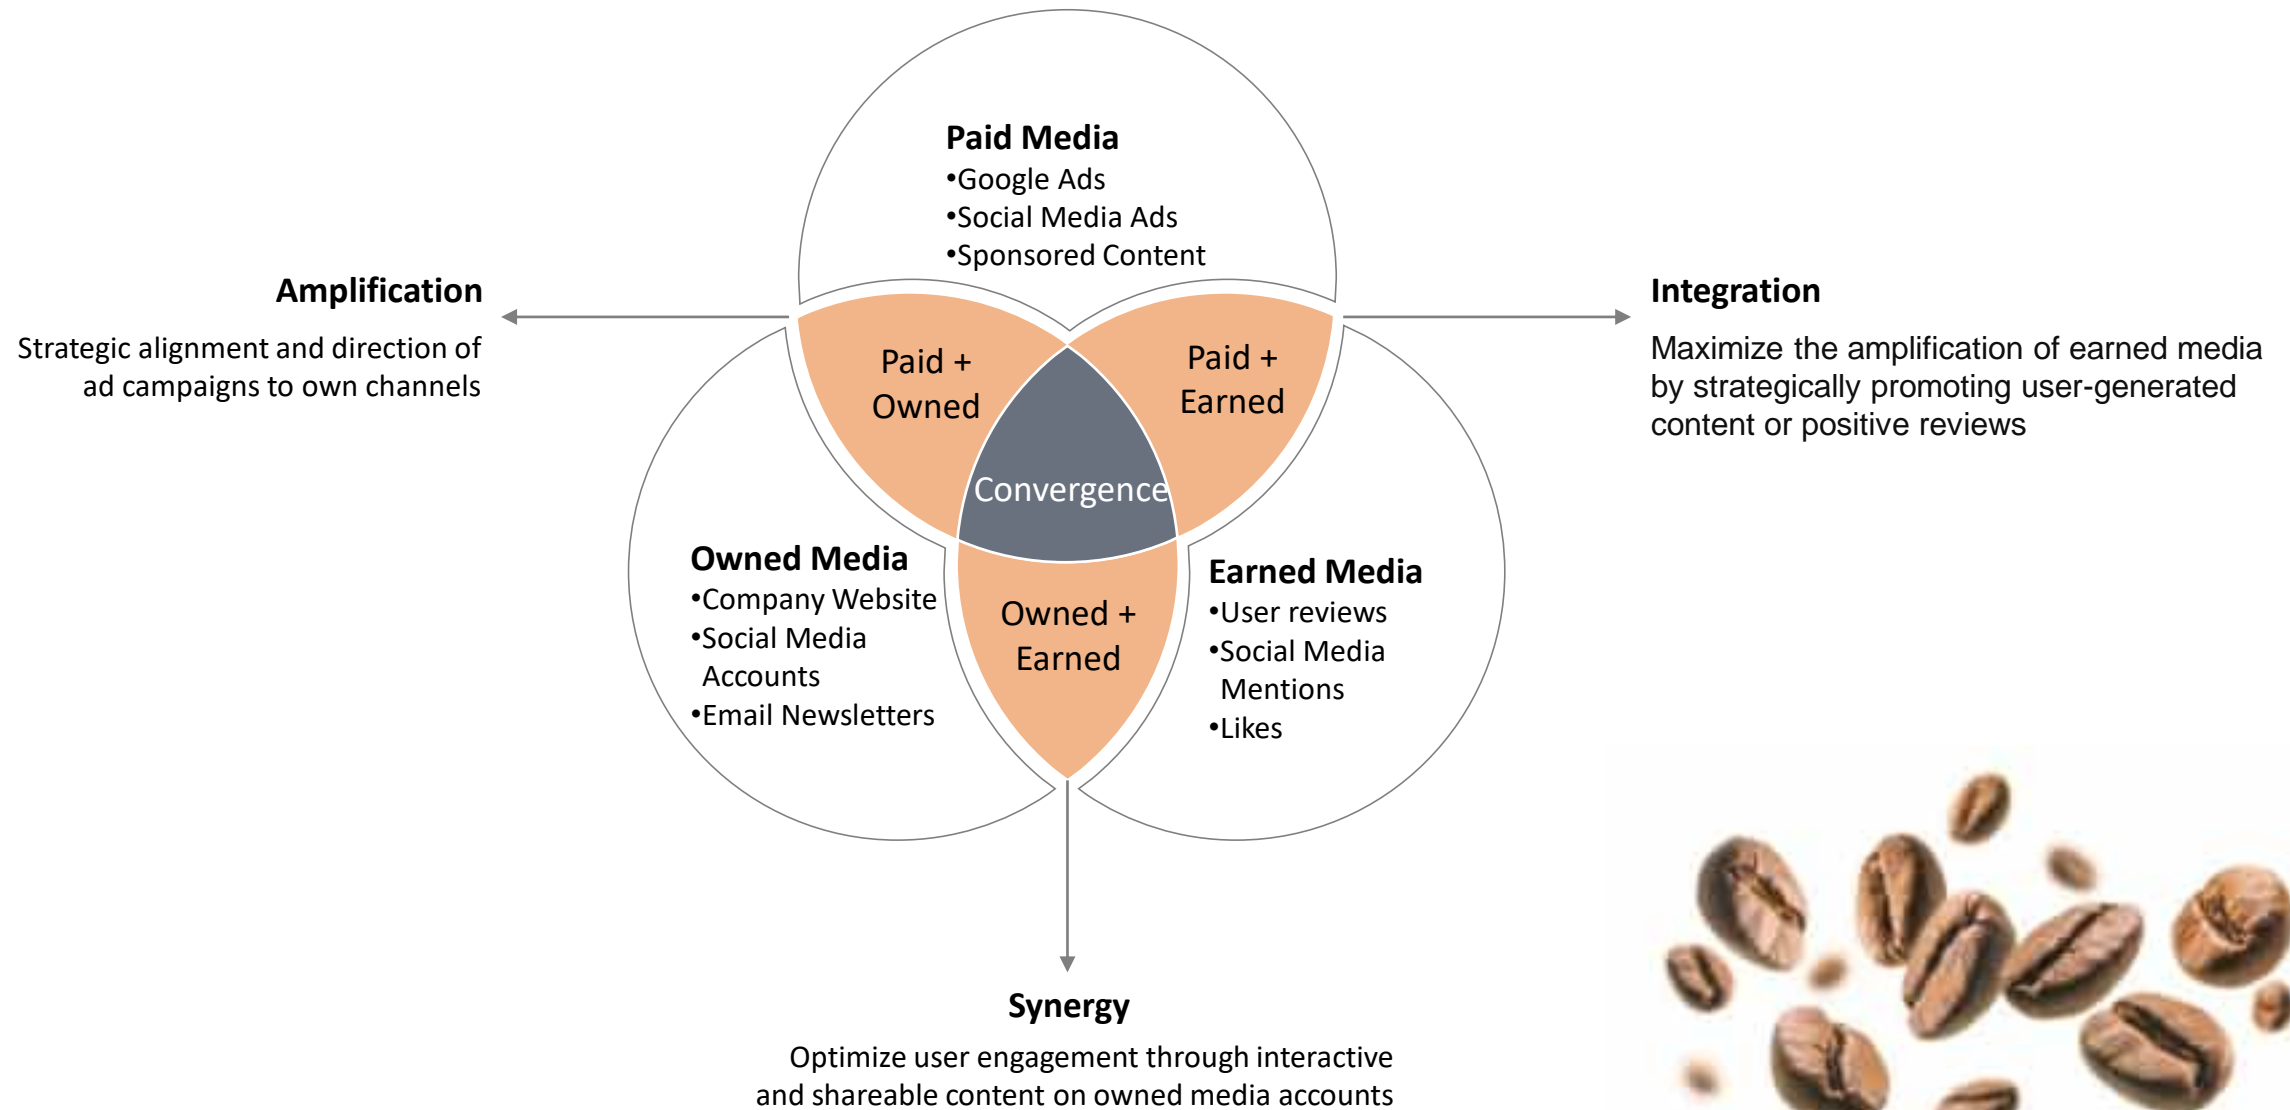 Paid Media
•Google Ads
•Social Media Ads
•Sponsored Content
Amplification
Strategic alignment and direction of
ad campaigns to own channels
Integration
Maximize the amplification of earned media
by strategically promoting user-generated
content or positive reviews
Paid +
Owned
Paid +
Earned
Convergence
Owned Media
•Company Website
•Social Media
Accounts
•Email Newsletters
Owned +
Earned
Earned Media
•User reviews
•Social Media
Mentions
•Likes
Synergy
Optimize user engagement through interactive
and shareable content on owned media accounts